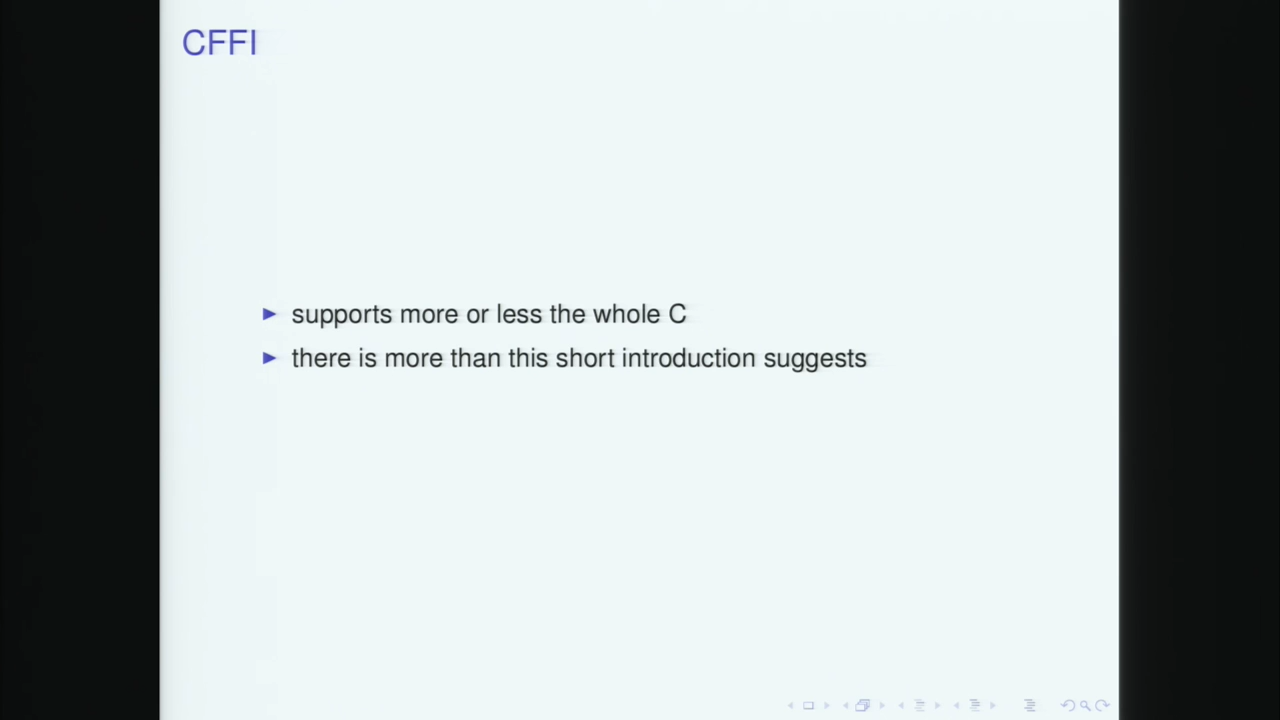 CFFI
supports more or less the whole C
there is more than this short introduction suggests